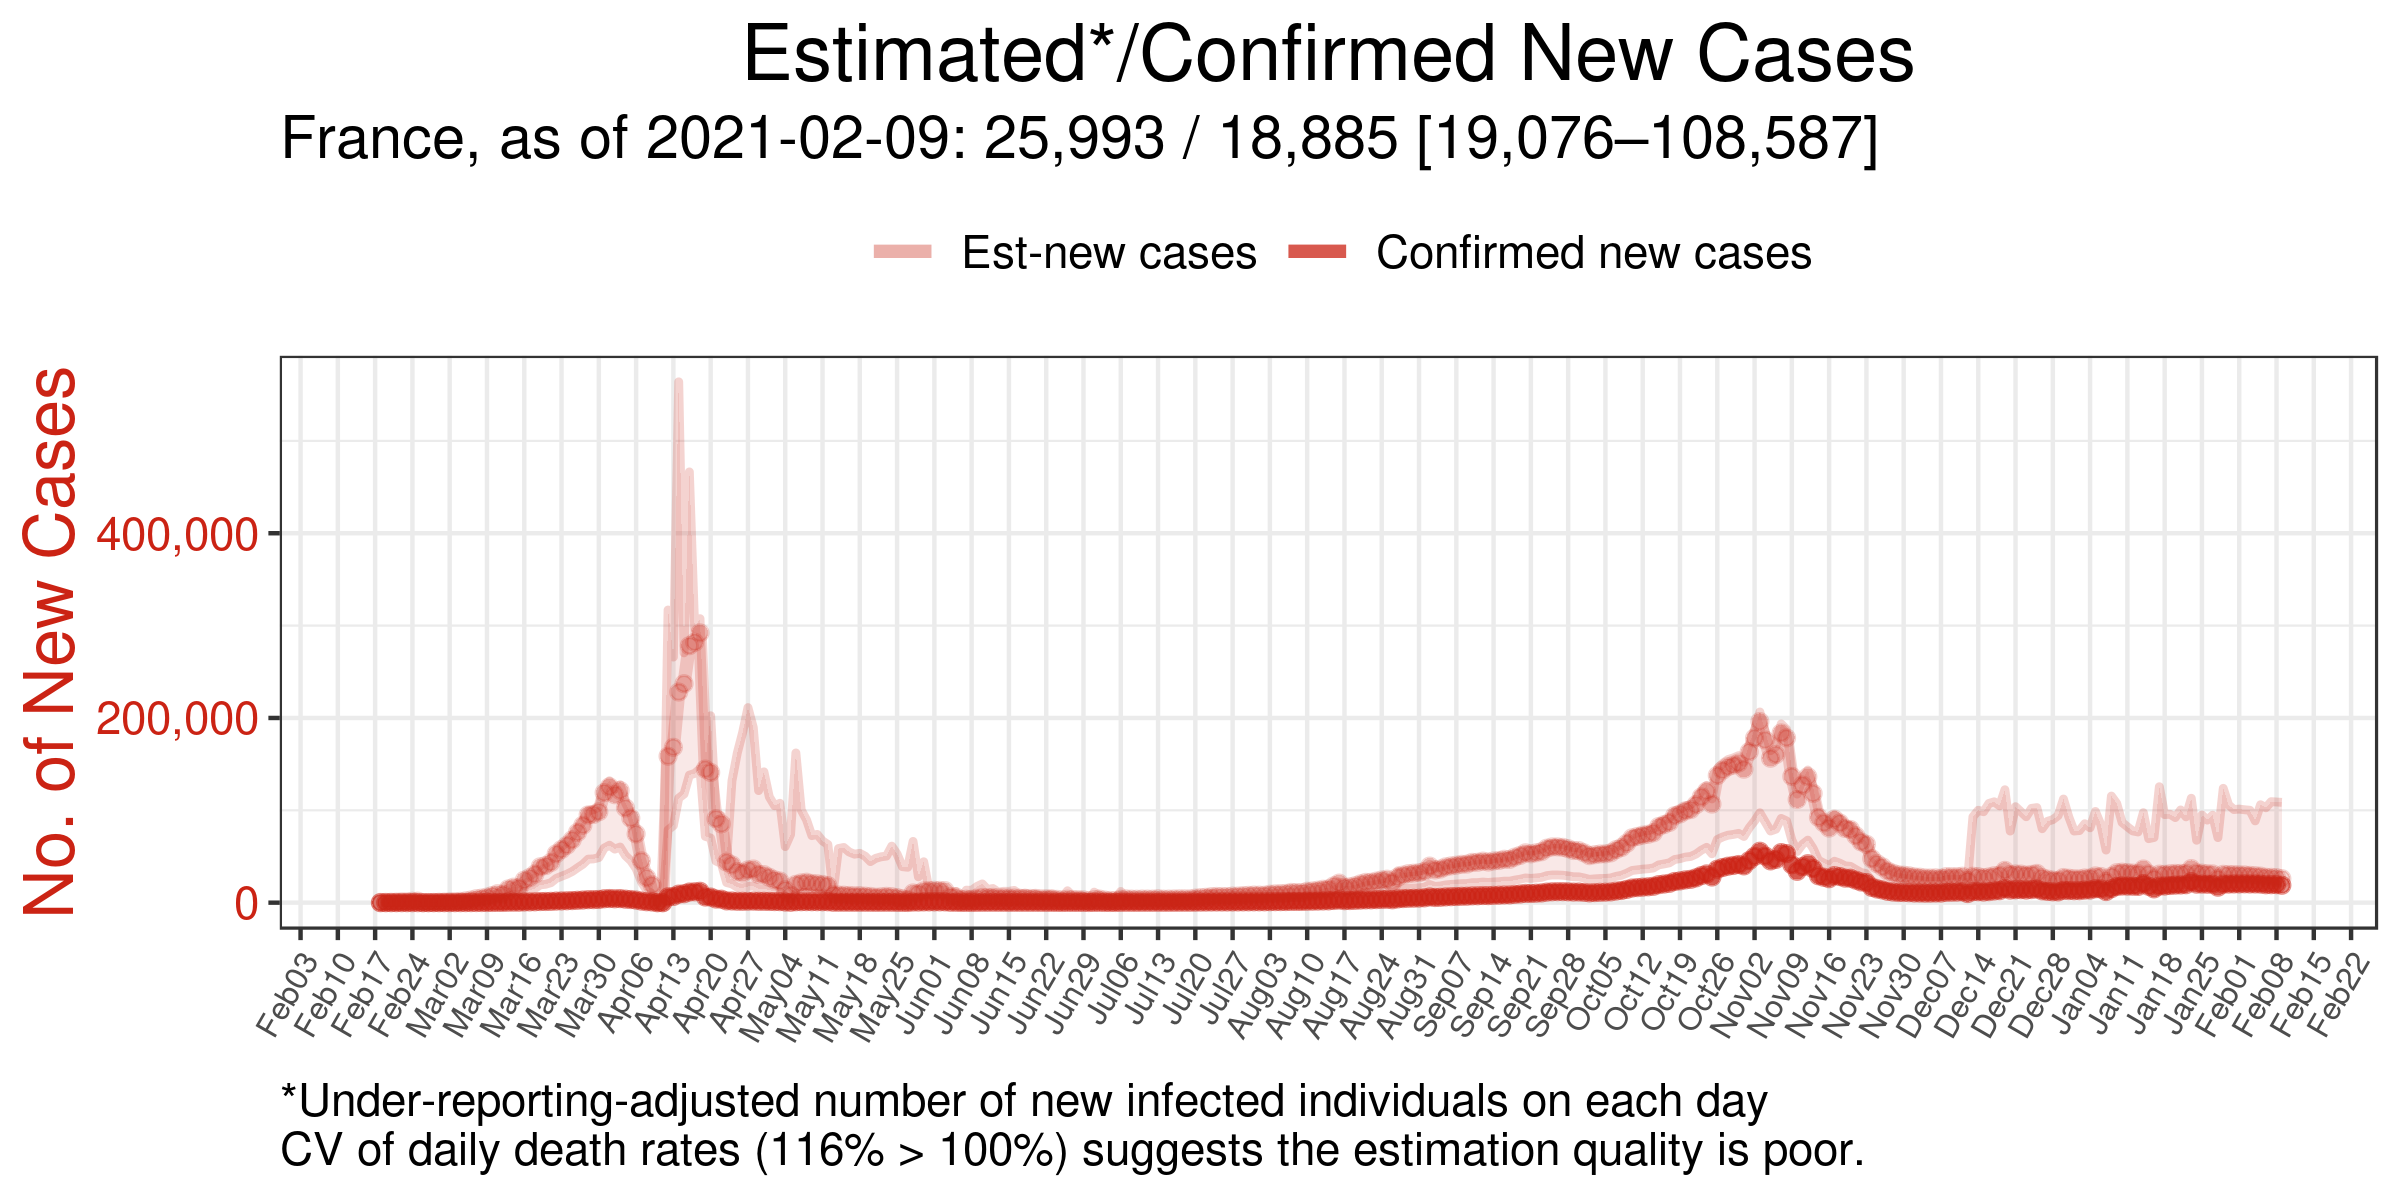 Estimated*/Confirmed New Cases
France, as of 2021-02-09: 25,993 / 18,885 [19,076–108,587]
Est-new cases Confirmed new cases
No. of New Cases
400,000
200,000
0
Feb03 Feb10 Feb17 Feb24 Mar02 Mar09 Mar16 Mar23 Mar30 Apr06 Apr13 Apr20 Apr27 May04 May11 May18 May25 Jun01 Jun08 Jun15 Jun22 Jun29 Jul06 Jul13 Jul20 Jul27 Aug03 Aug10 Aug17 Aug24 Aug31 Sep07 Sep14 Sep21 Sep28 Oct05 Oct12 Oct19 Oct26 Nov02 Nov09 Nov16 Nov23 Nov30 Dec07 Dec14 Dec21 Dec28 Jan04 Jan11 Jan18 Jan25 Feb01 Feb08 Feb15 Feb22
*Under-reporting-adjusted number of new infected individuals on each day
CV of daily death rates (116% > 100%) suggests the estimation quality is poor.